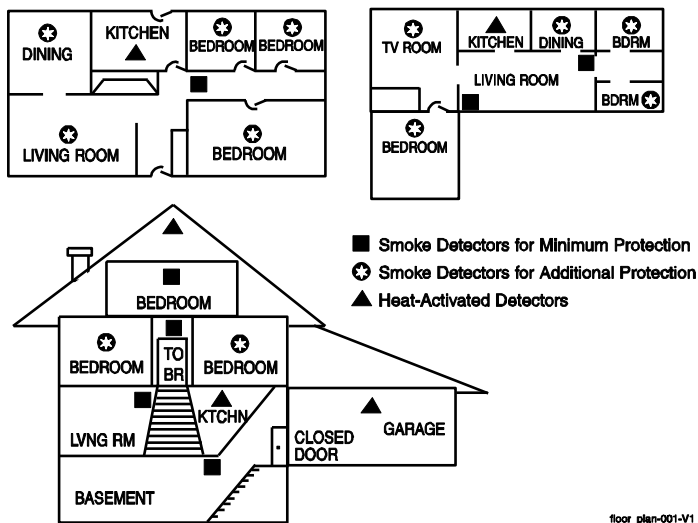 DINING
KITCHEN
BEDROOM
BEDROOM
LIVING ROOM
BEDROOM
TV ROOM
KITCHEN
DINING
BDRM
LIVING ROOM
BDRM
BEDROOM
Smoke Detectors for Minimum Protection
Smoke Detectors for Additional Protection
Heat-Activated Detectors
BEDROOM
BEDROOM
TO
BR
BEDROOM
LVNG RM
KTCHN
CLOSED
DOOR
GARAGE
BASEMENT
floor_plan-001-V1